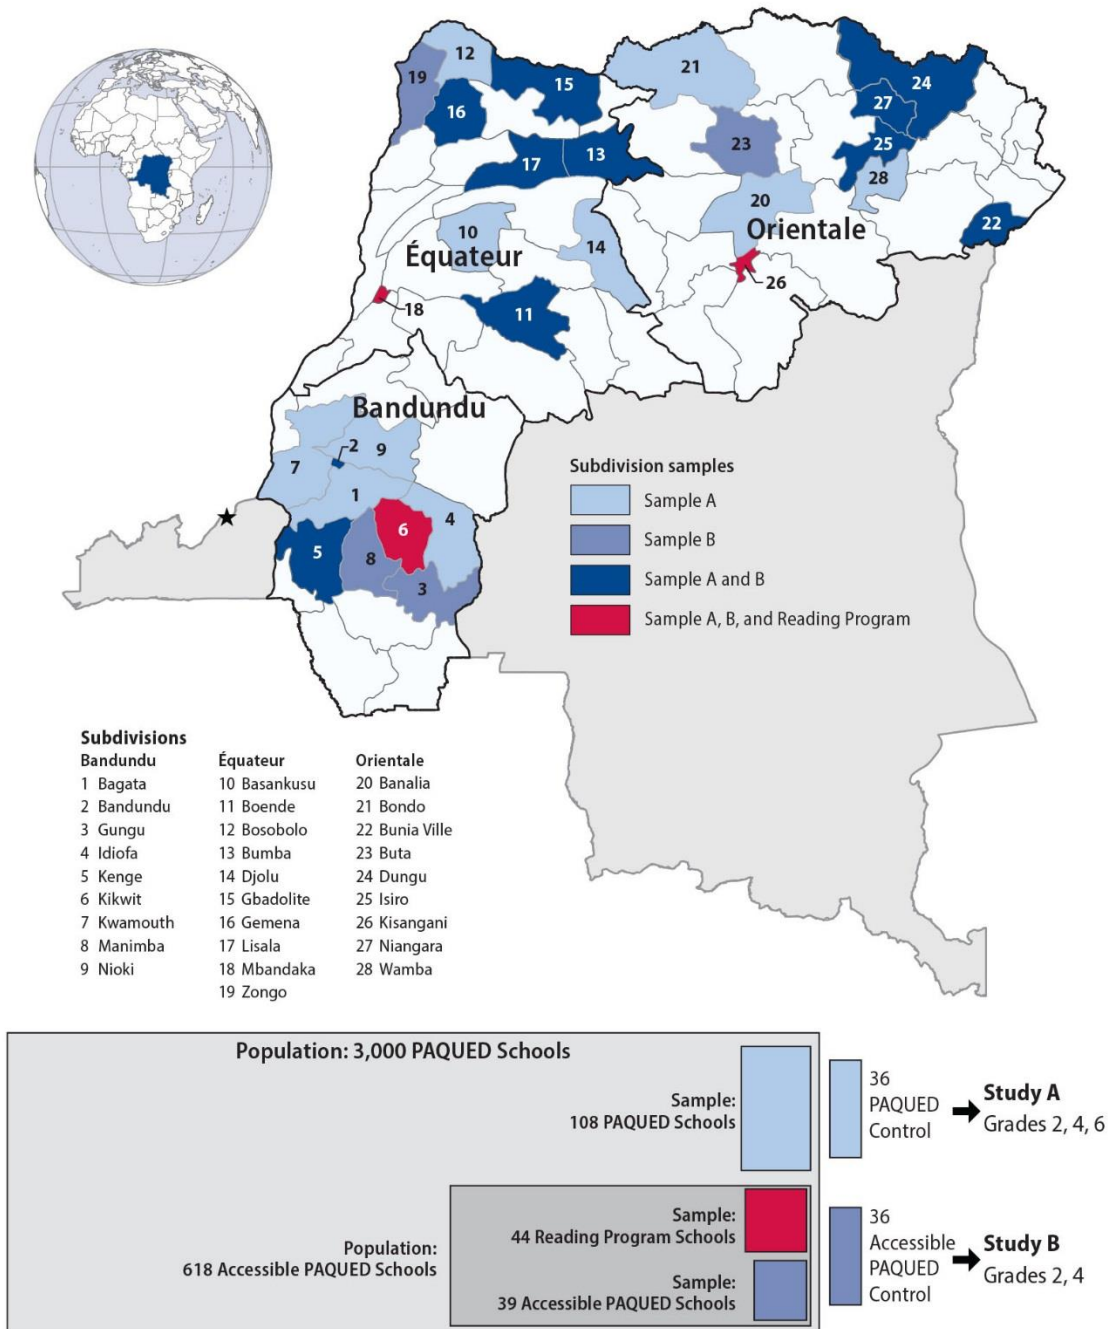 12
19
15
16
21
24
27
23
25
28
17
13
20
22
10
Équateur
14
Orientale
26
18
11
Bandundu
2
9
7
1
6
4
5
8
3
Subdivision samples
Sample A
Sample B
Sample A and B
Sample A, B, and Reading Program
Subdivisions
Bandundu
1 Bagata
2 Bandundu
3 Gungu
4 Idiofa
5 Kenge
6 Kikwit
7 Kwamouth
8 Manimba
9 Nioki
Équateur
10 Basankusu
11 Boende
12 Bosobolo
13 Bumba
14 Djolu
15 Gbadolite
16 Gemena
17 Lisala
18 Mbandaka
19 Zongo
Orientale
20 Banalia
21 Bondo
22 Bunia Ville
23 Buta
24 Dungu
25 Isiro
26 Kisangani
27 Niangara
28 Wamba
Population: 3,000 PAQUED Schools
Sample:
108 PAQUED Schools
36
PAQUED
Control
Study A
Grades 2, 4, 6
Population:
618 Accessible PAQUED Schools
Sample:
44 Reading Program Schools
Sample:
39 Accessible PAQUED Schools
36
Accessible
PAQUED
Control
Study B
Grades 2, 4